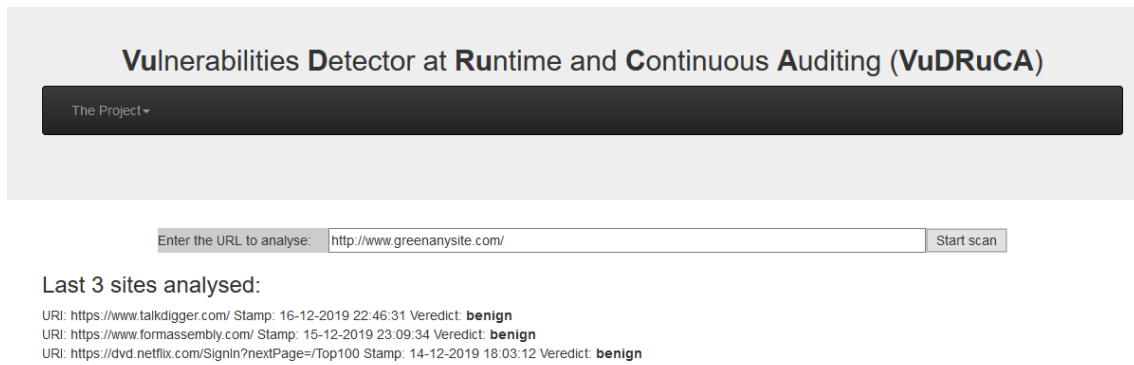 Vulnerabilities Detector at Runtime and Continuous Auditing (VuDRuCA)
The Project
Enter the URL to analyse: http://www.greenanysite.com/ Start scan
Last 3 sites analysed:
URI: https://www.talkdigger.com/ Stamp: 16-12-2019 22:46:31 Veredict: benign
URI: https://www.formassembly.com/ Stamp: 15-12-2019 23:09:34 Veredict: benign
URI: https://dvd.netflix.com/SignIn?nextPage=/Top100 Stamp: 14-12-2019 18:03:12 Veredict: benign